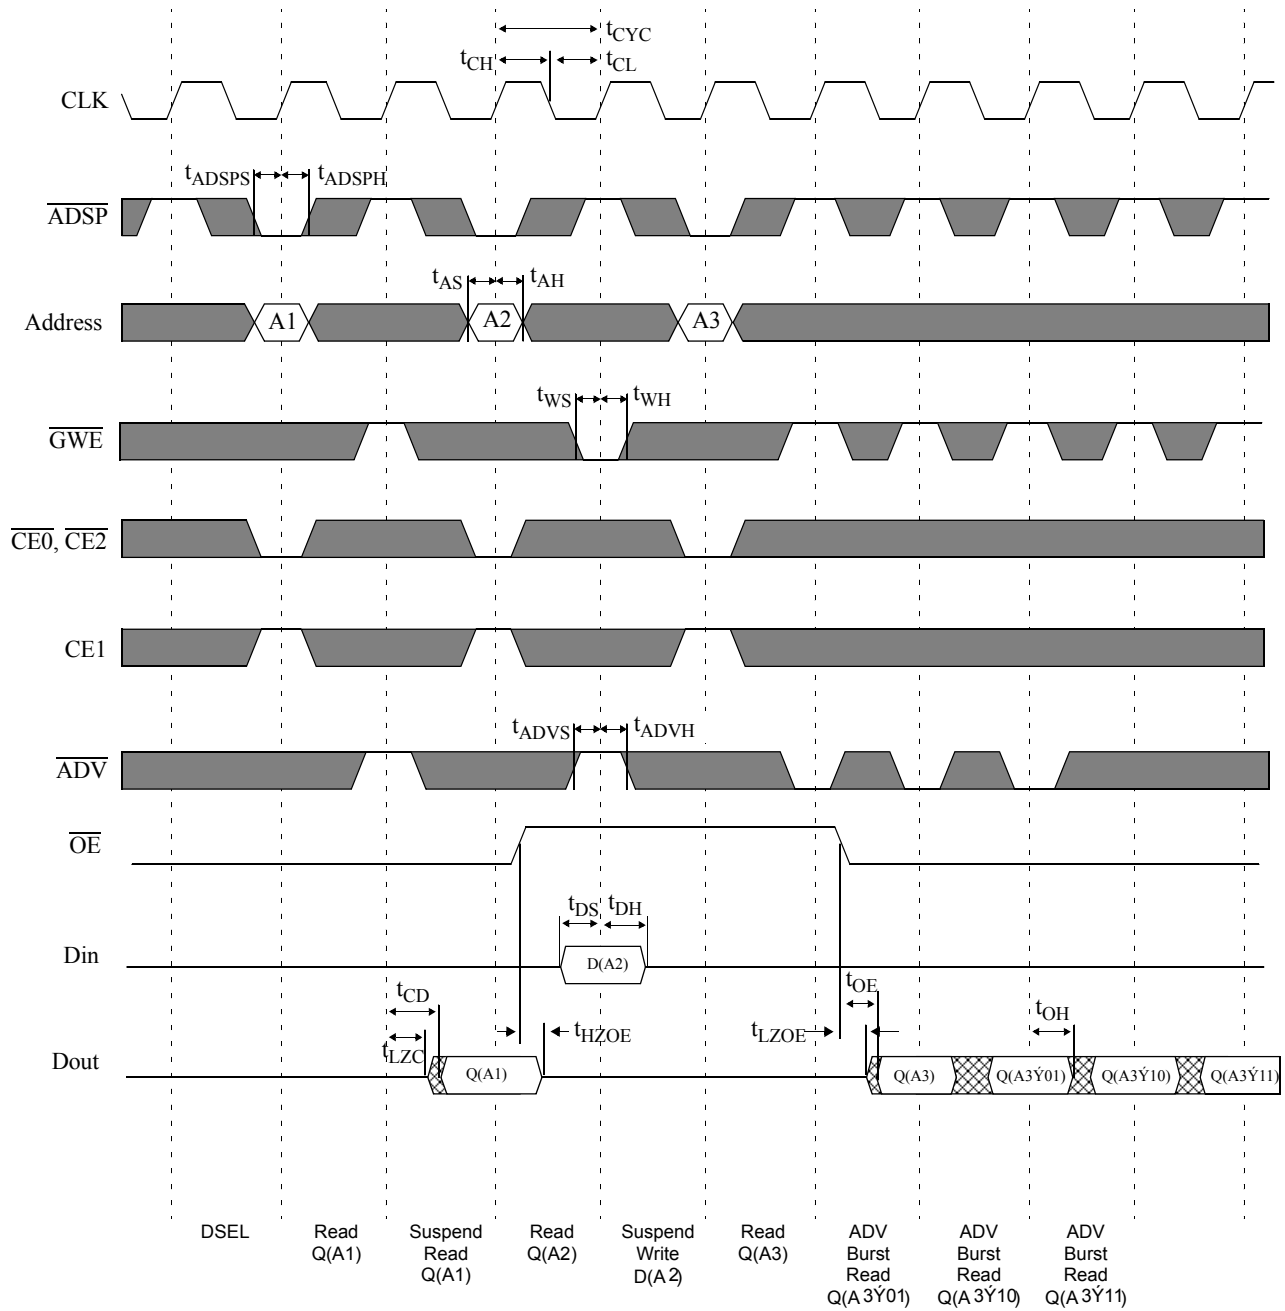 tCYC
tCH tCL
CLK
tADSPS tADSPH
ADSP
tAS tAH
Address A1 A2 A3
tWS tWH
GWE
CE0, CE2
CE1
tADVS tADVH
ADV
OE
tDS tDH
Din D(A2)
tCD tOE tOH
tLZC tHZOE tLZOE
Dout Q(A1) Q(A3) Q(A3Ý01) Q(A3Ý10) Q(A3Ý11)
DSEL
Read
Q(A1)
Suspend
Read
Q(A1)
Read
Q(A2)
Suspend
Write
D(A2)
Read
Q(A3)
ADV
Burst
Read
Q(A3Ý01)
ADV
Burst
Read
Q(A3Ý10)
ADV
Burst
Read
Q(A3Ý11)